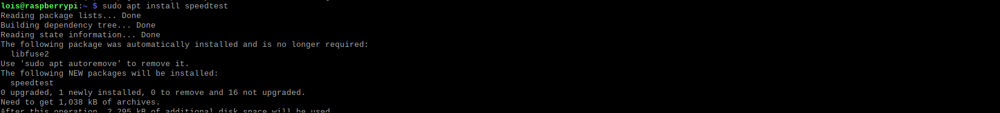 lois@raspberrypi:~ $ sudo apt install speedtest
Reading package lists... Done
Building dependency tree... Done
Reading state information... Done
The following package was automatically installed and is no longer required:
  libfuse2
Use 'sudo apt autoremove' to remove it.
The following NEW packages will be installed:
  speedtest
0 upgraded, 1 newly installed, 0 to remove and 16 not upgraded.
Need to get 1,038 kB of archives.
After this operation, 2,295 kB of additional disk space will be used.